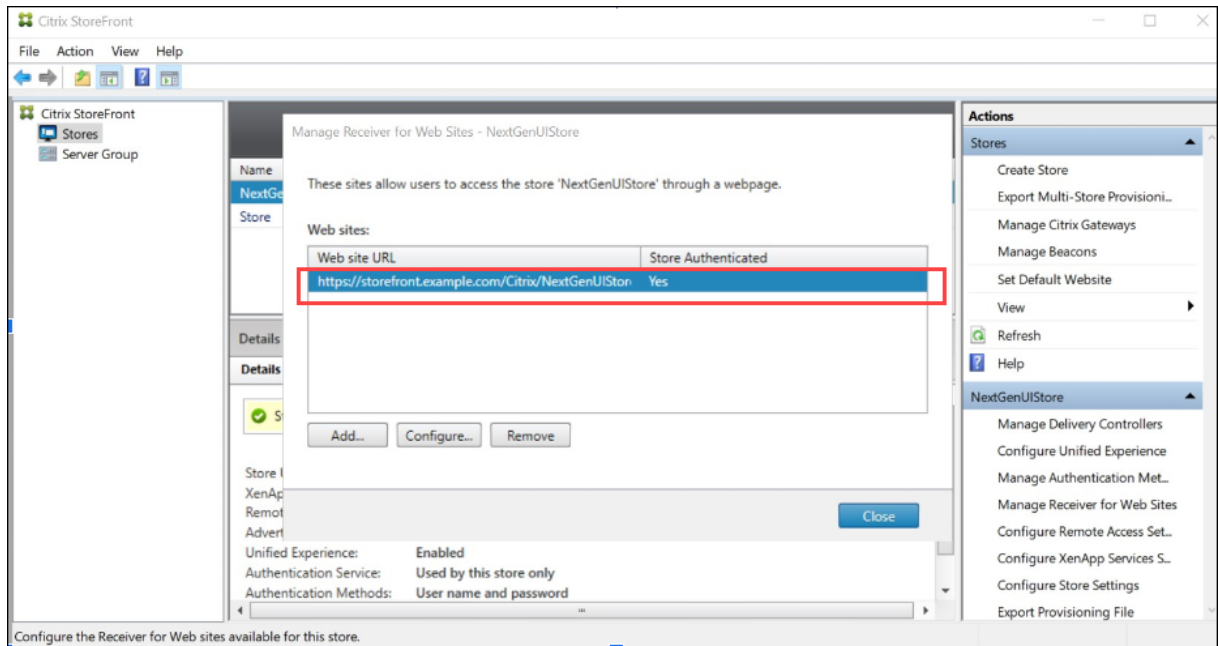 Citrix StoreFront
File Action View Help
Citrix StoreFront
Stores
Server Group
Name
NextGe
Store
Details
Details
S
Store U
XenAp
Remot
Advert
Unified Experience: Enabled
Authentication Service: Used by this store only
Authentication Methods: User name and password
Manage Receiver for Web Sites - NextGenUIStore
These sites allow users to access the store 'NextGenUIStore' through a webpage.
Web sites:
Web site URL Store Authenticated
https://storefront.example.com/Citrix/NextGenUIStor Yes
Add... Configure... Remove
Close
Actions
Stores
Create Store
Export Multi-Store Provisioni...
Manage Citrix Gateways
Manage Beacons
Set Default Website
View
Refresh
Help
NextGenUIStore
Manage Delivery Controllers
Configure Unified Experience
Manage Authentication Met...
Manage Receiver for Web Sites
Configure Remote Access Set...
Configure XenApp Services S...
Configure Store Settings
Export Provisioning File
Configure the Receiver for Web sites available for this store.